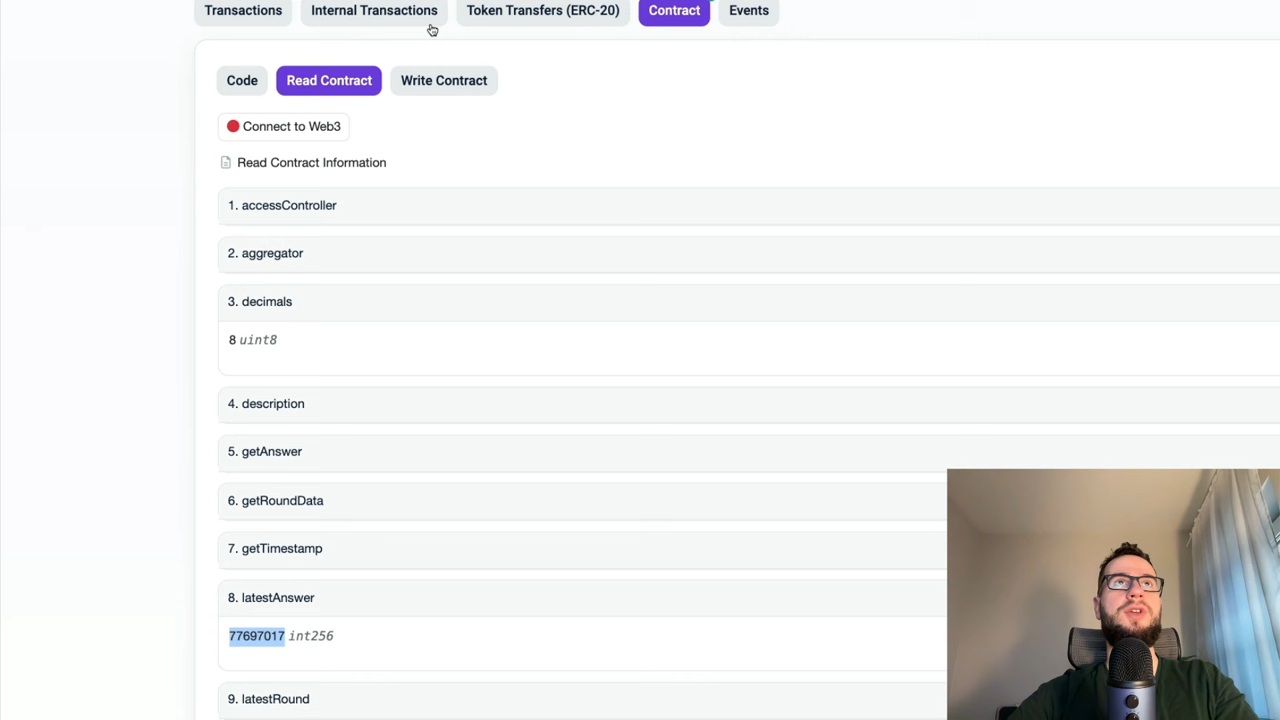 Transactions Internal Transactions Token Transfers (ERC-20) Contract Events
Code Read Contract Write Contract
Connect to Web3
Read Contract Information
1. accessController
2. aggregator
3. decimals
8 uint8
4. description
5. getAnswer
6. getRoundData
7. getTimestamp
8. latestAnswer
77697017 int256
9. latestRound